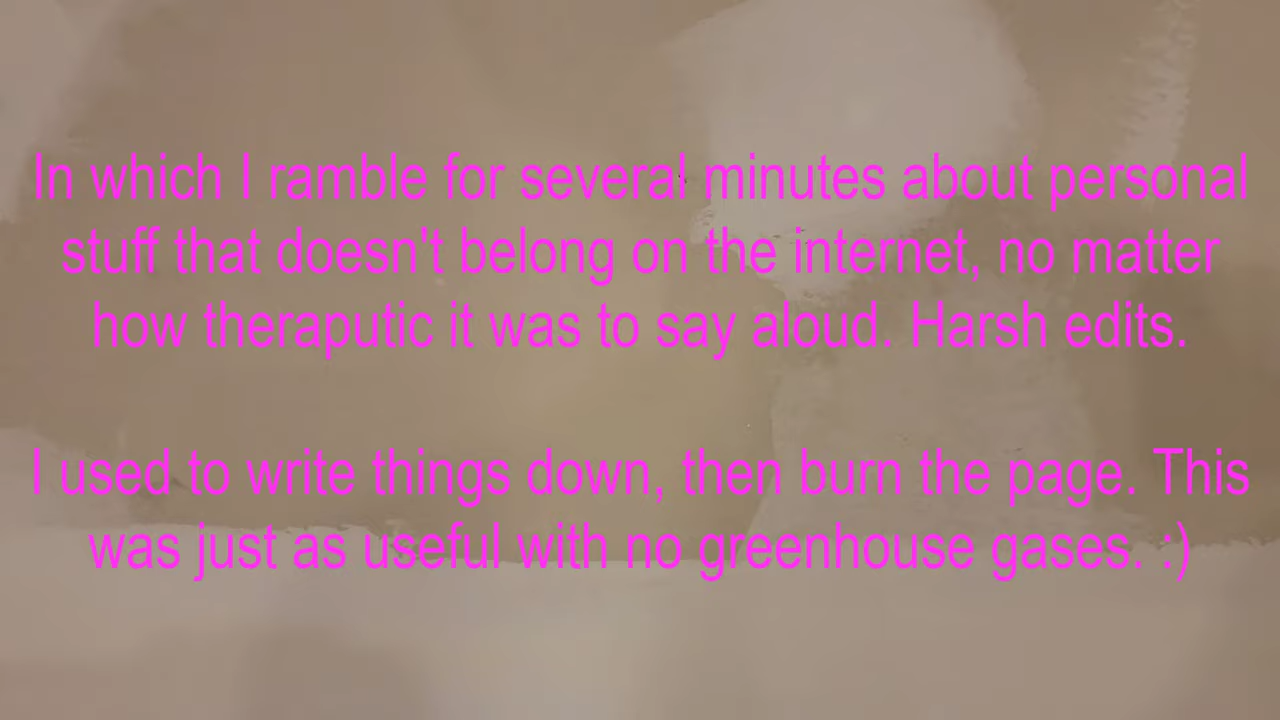 In which I ramble for several minutes about personal
stuff that doesn't belong on the internet, no matter
how theraputic it was to say aloud. Harsh edits.
I used to write things down, then burn the page. This
was just as useful with no greenhouse gases. :)